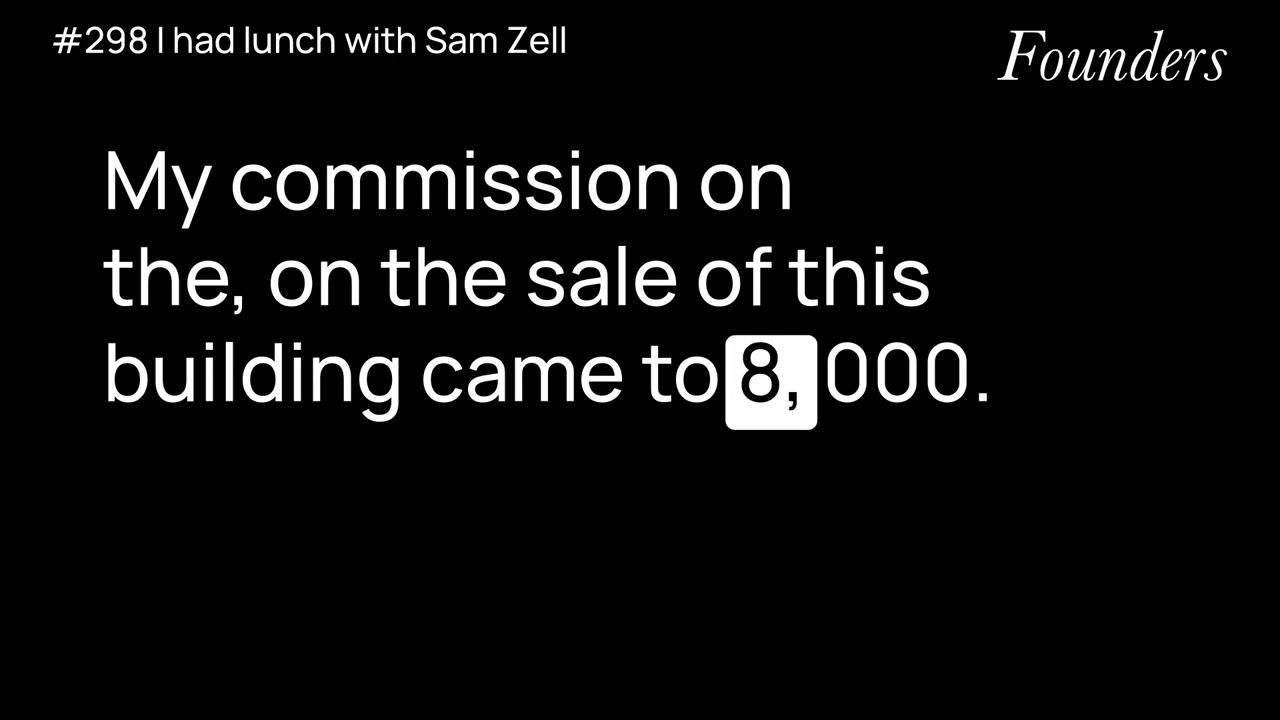 #298 I had lunch with Sam Zell
Founders
My commission on
the, on the sale of this
building came to 8,000.